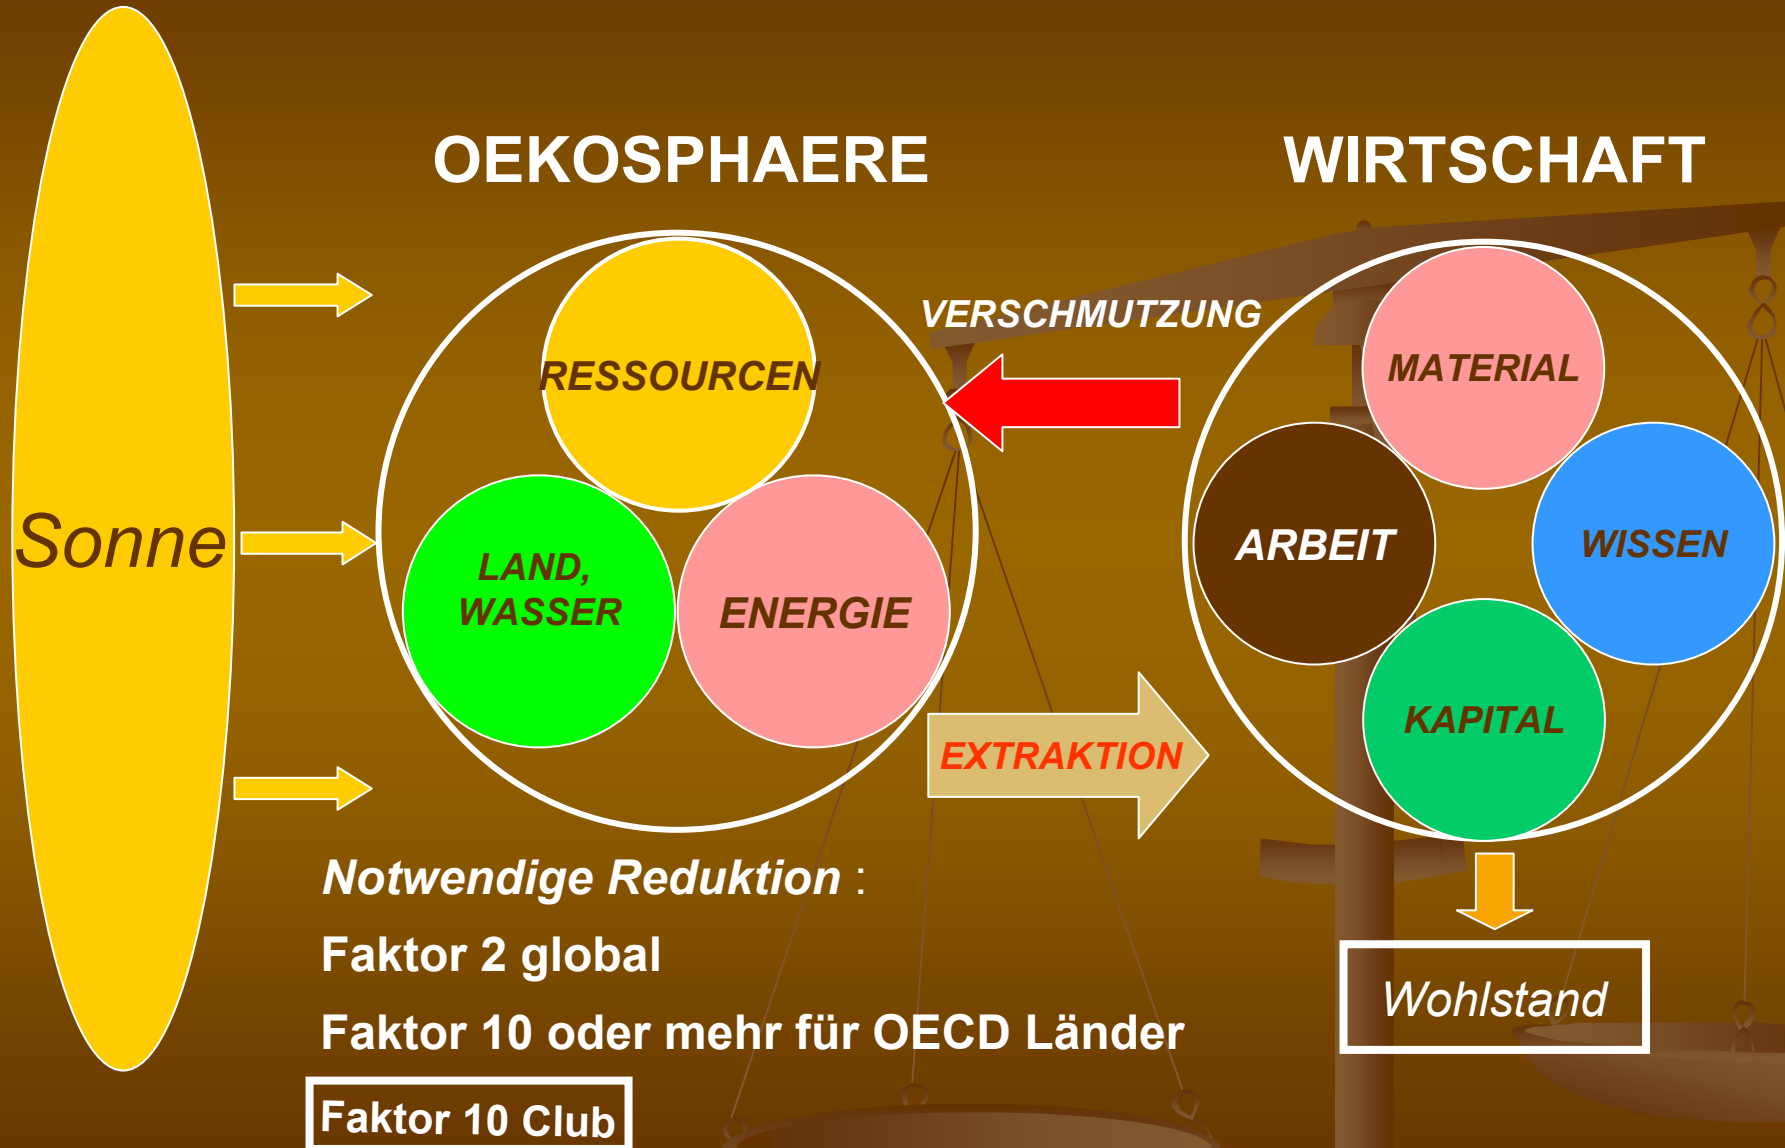 OEKOSPHAERE
WIRTSCHAFT
Sonne
RESSOURCEN
LAND,
WASSER
ENERGIE
VERSCHMUTZUNG
EXTRAKTION
MATERIAL
ARBEIT
WISSEN
KAPITAL
Wohlstand
Notwendige Reduktion :
Faktor 2 global
Faktor 10 oder mehr für OECD Länder
Faktor 10 Club